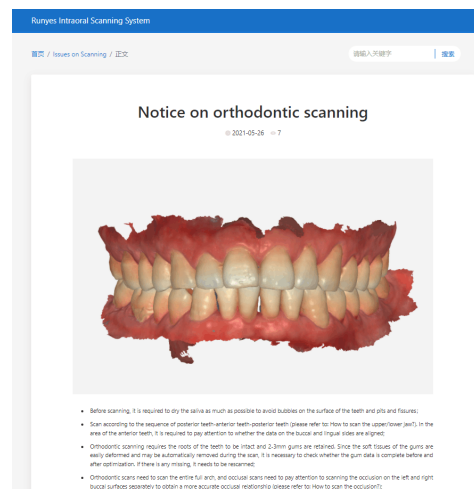 Runyes Intraoral Scanning System
首页 / Issues on Scanning / 正文
请输入关键字
搜索
Notice on orthodontic scanning
2021-05-26 7
• Before scanning, it is required to dry the saliva as much as possible to avoid bubbles on the surface of the teeth and pits and fissures;
• Scan according to the sequence of posterior teeth-anterior teeth-posterior teeth (please refer to: How to scan the upper/lower jaw?). In the
area of the anterior teeth, it is required to pay attention to whether the data on the buccal and lingual sides are aligned;
• Orthodontic scanning requires the roots of the teeth to be intact and 2-3mm gums are retained. Since the soft tissues of the gums are
easily deformed and may be automatically removed during the scan, it is necessary to check whether the gum data is complete before and
after optimization. If there is any missing, it needs to be rescanned;
• Orthodontic scans need to scan the entire full arch, and occlusal scans need to pay attention to scanning the occlusion on the left and right
buccal surfaces separately to obtain a more accurate occlusal relationship (please refer to: How to scan the occlusion?);